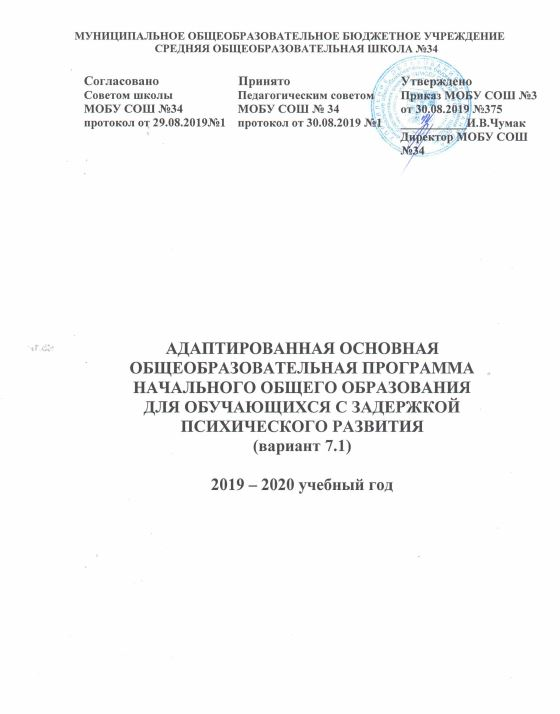 МУНИЦИПАЛЬНОЕ ОБЩЕОБРАЗОВАТЕЛЬНОЕ БЮДЖЕТНОЕ УЧРЕЖДЕНИЕ
СРЕДНЯЯ ОБЩЕОБРАЗОВАТЕЛЬНАЯ ШКОЛА №34
Согласовано
Советом школы
МОБУ СОШ №34
протокол от 29.08.2019№1
Принято
Педагогическим советом
МОБУ СОШ № 34
протокол от 30.08.2019 №1
Утверждено
Приказ МОБУ СОШ №3
от 30.08.2019 №375
___________И.В.Чумак
Директор МОБУ СОШ
№34
АДАПТИРОВАННАЯ ОСНОВНАЯ
ОБЩЕОБРАЗОВАТЕЛЬНАЯ ПРОГРАММА
НАЧАЛЬНОГО ОБЩЕГО ОБРАЗОВАНИЯ
ДЛЯ ОБУЧАЮЩИХСЯ С ЗАДЕРЖКОЙ
ПСИХИЧЕСКОГО РАЗВИТИЯ
(вариант 7.1)
2019 – 2020 учебный год